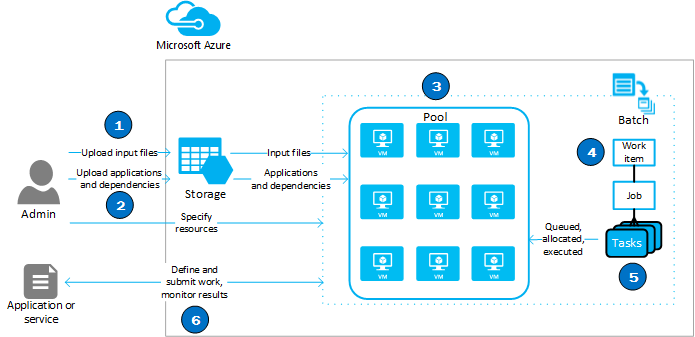 Microsoft Azure
3
1
Pool
Batch
Upload input files
Input files
VM
VM
VM
4
Work
item
Upload applications
and dependencies
Storage
Applications
and dependencies
Admin
2
Specify
resources
VM
VM
VM
Job
Queued,
allocated,
executed
Tasks
5
Define and
submit work,
monitor results
VM
VM
VM
Application or
service
6